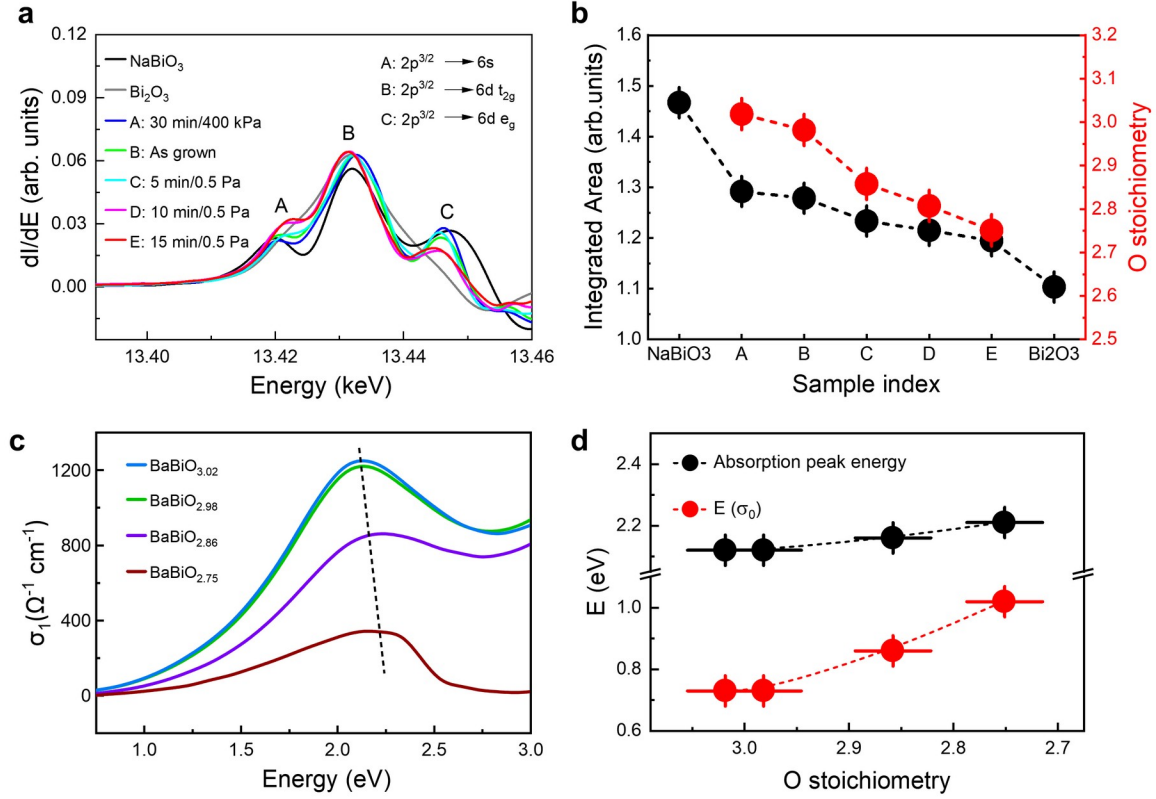 a
dI/dE (arb. units)
0.12
0.09
0.06
0.03
0.00
NaBiO3
Bi2O3
A: 30 min/400 kPa
B: As grown
C: 5 min/0.5 Pa
D: 10 min/0.5 Pa
E: 15 min/0.5 Pa
A: 2p3/2 → 6s
B: 2p3/2 → 6d t2g
C: 2p3/2 → 6d eg
A
B
C
13.40 13.42 13.44 13.46
Energy (keV)
b
Integrated Area (arb.units)
1.6
1.5
1.4
1.3
1.2
1.1
1.0
3.2
3.1
3.0
2.9
2.8
2.7
2.6
2.5
O stoichiometry
NaBiO3 A B C D E Bi2O3
Sample index
c
σ1(Ω-1 cm-1)
1200
800
400
0
BaBiO3.02
BaBiO2.98
BaBiO2.86
BaBiO2.75
1.0 1.5 2.0 2.5 3.0
Energy (eV)
d
E (eV)
2.4
2.2
1.0
0.8
0.6
Absorption peak energy
E (σ0)
3.0 2.9 2.8 2.7
O stoichiometry